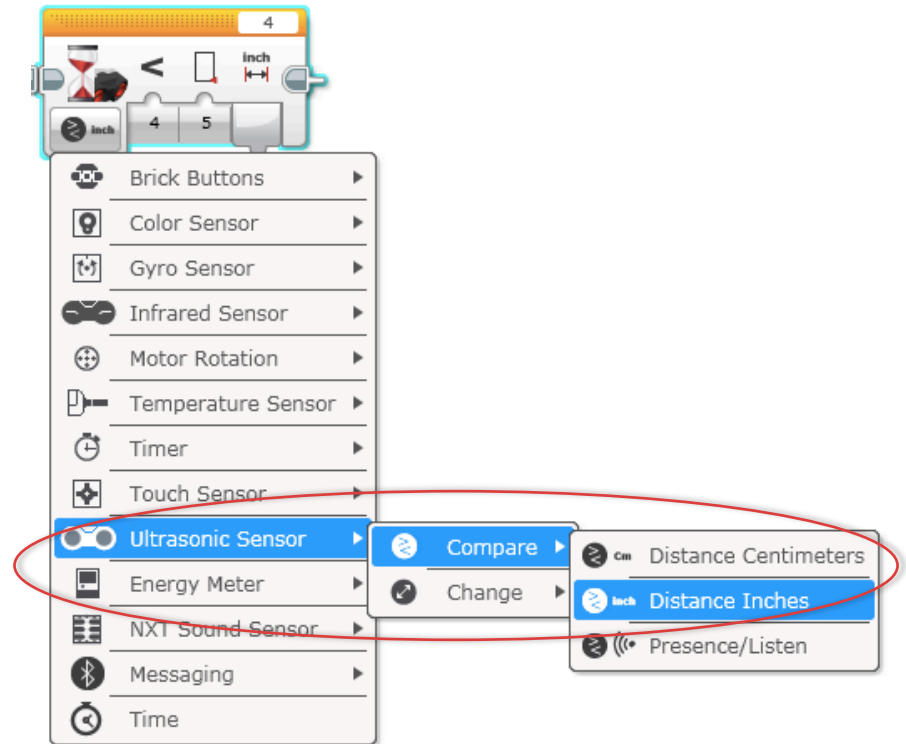 4
< inch
inch 4 5
Brick Buttons
Color Sensor
Gyro Sensor
Infrared Sensor
Motor Rotation
Temperature Sensor
Timer
Touch Sensor
Ultrasonic Sensor
Compare
Cm Distance Centimeters
Energy Meter
Change
inch Distance Inches
NXT Sound Sensor
Presence/Listen
Messaging
Time